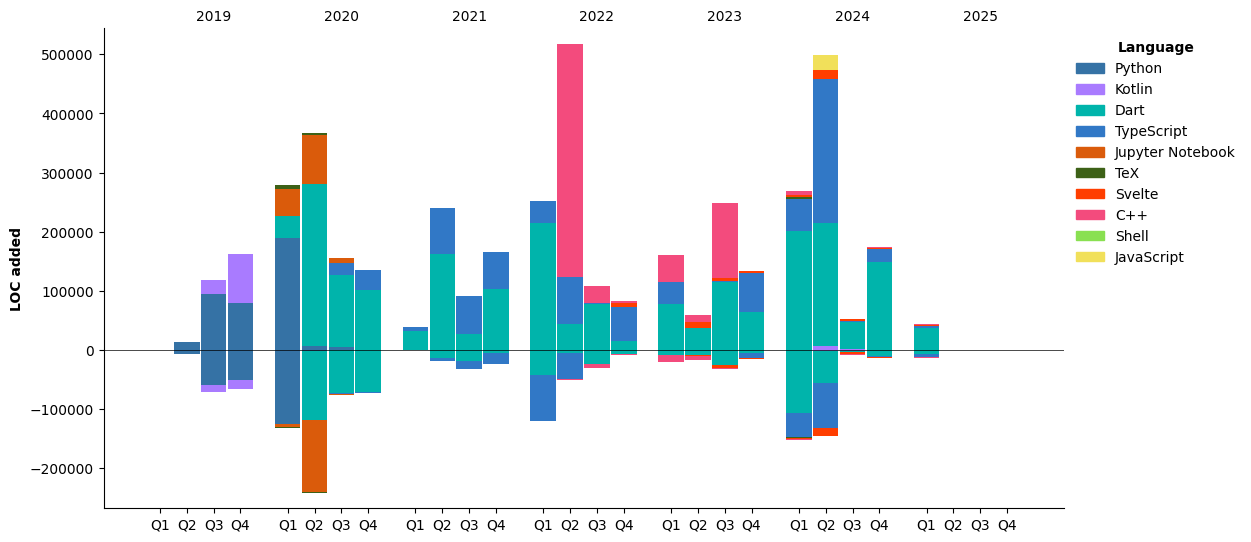 2019 2020 2021 2022 2023 2024 2025
500000
400000
300000
200000
100000
0
−100000
−200000
LOC added
Q1 Q2 Q3 Q4 Q1 Q2 Q3 Q4 Q1 Q2 Q3 Q4 Q1 Q2 Q3 Q4 Q1 Q2 Q3 Q4 Q1 Q2 Q3 Q4 Q1 Q2 Q3 Q4
Language
Python
Kotlin
Dart
TypeScript
Jupyter Notebook
TeX
Svelte
C++
Shell
JavaScript